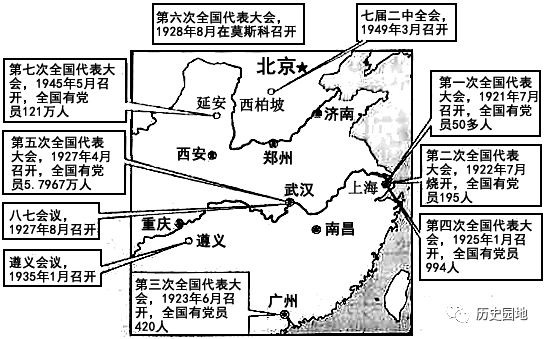 第六次全国代表大会,
1928年8月在莫斯科召开
七届二中全会,
1949年3月召开
第七次全国代表
大会,1945年5月召
开,全国有党
员121万人
第五次全国代表
大会,1927年4月
召开,全国有党
员5.7967万人
八七会议,
1927年8月召开
遵义会议,
1935年1月召开
第三次全国代表
大会,1923年6月召
开,全国有党员
420人
第一次全国代表
大会,1921年7月
召开,全国有党
员50多人
第二次全国代表
大会,1922年7月
烧开,全国有党
员195人
第四次全国代表
大会,1925年1月
召开,全国有党员
994人
北京
延安
西柏坡
济南
西安
郑州
武汉
上海
重庆
南昌
遵义
广州
历史园地